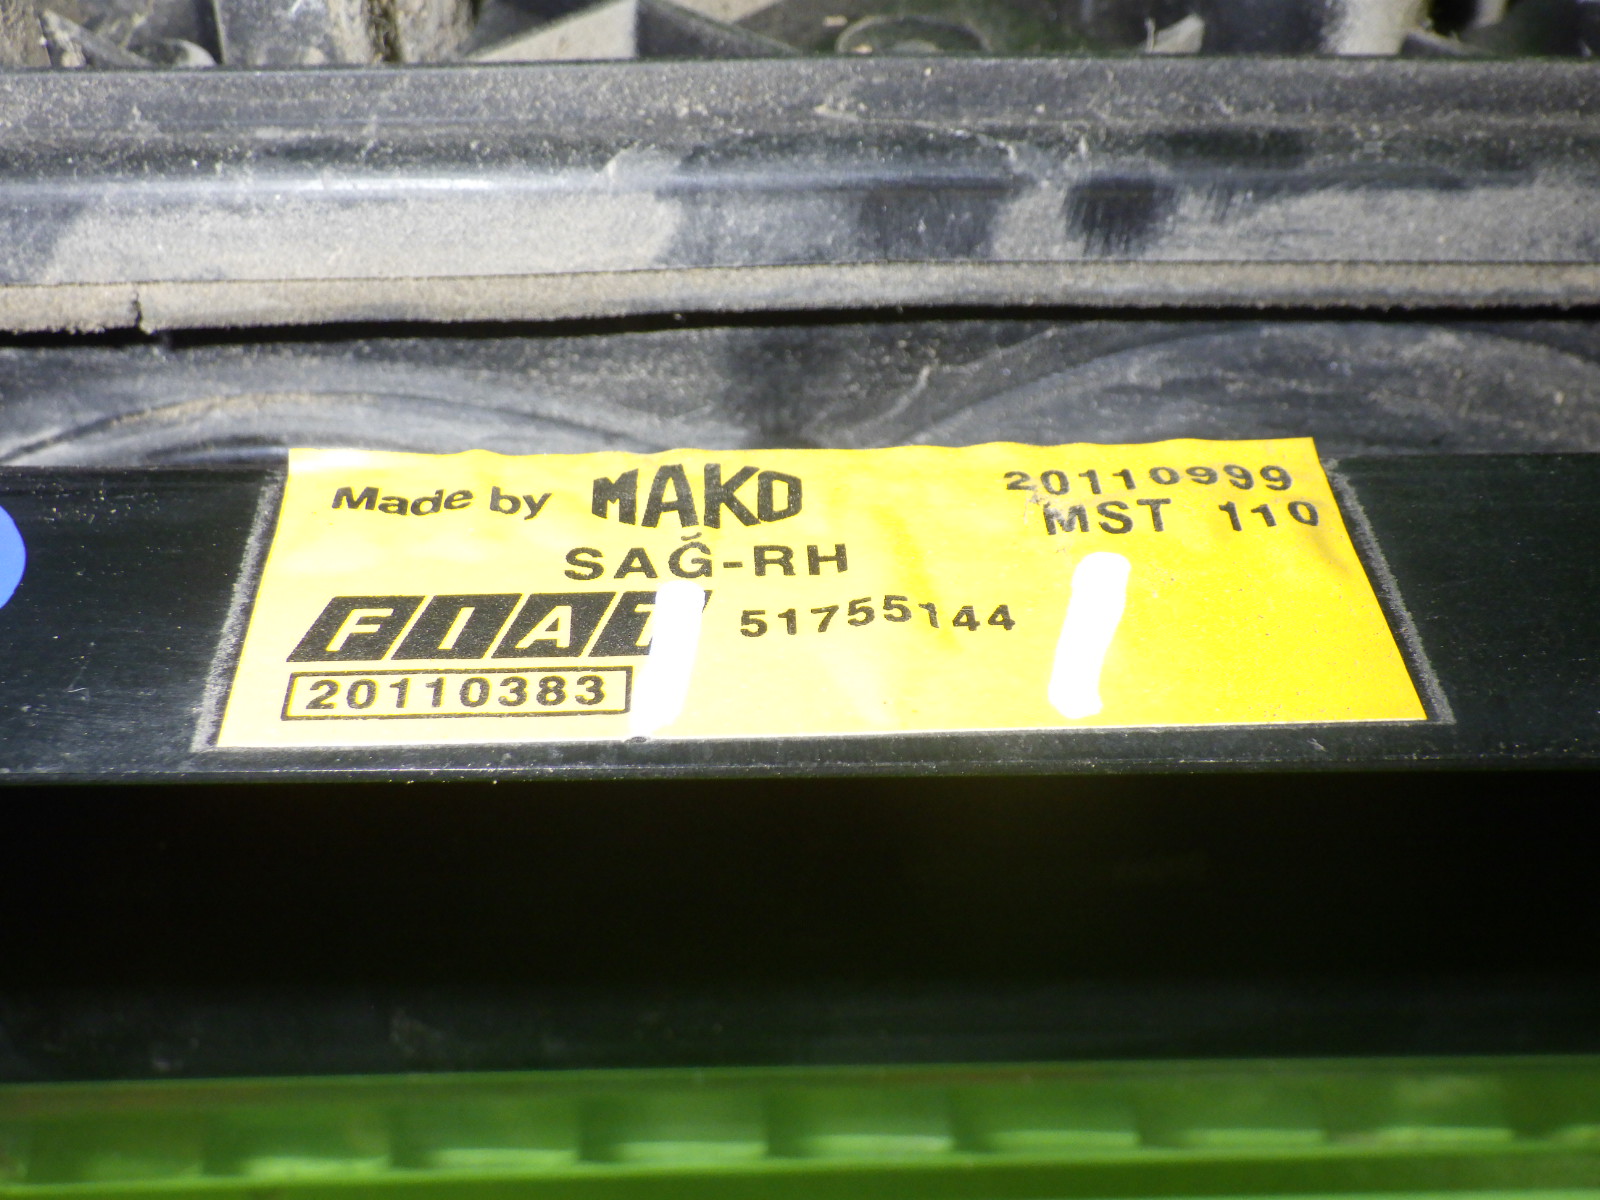 Made by MAKO
20110999
MST 110
SAĞ-RH
FIAT 51755144
20110383